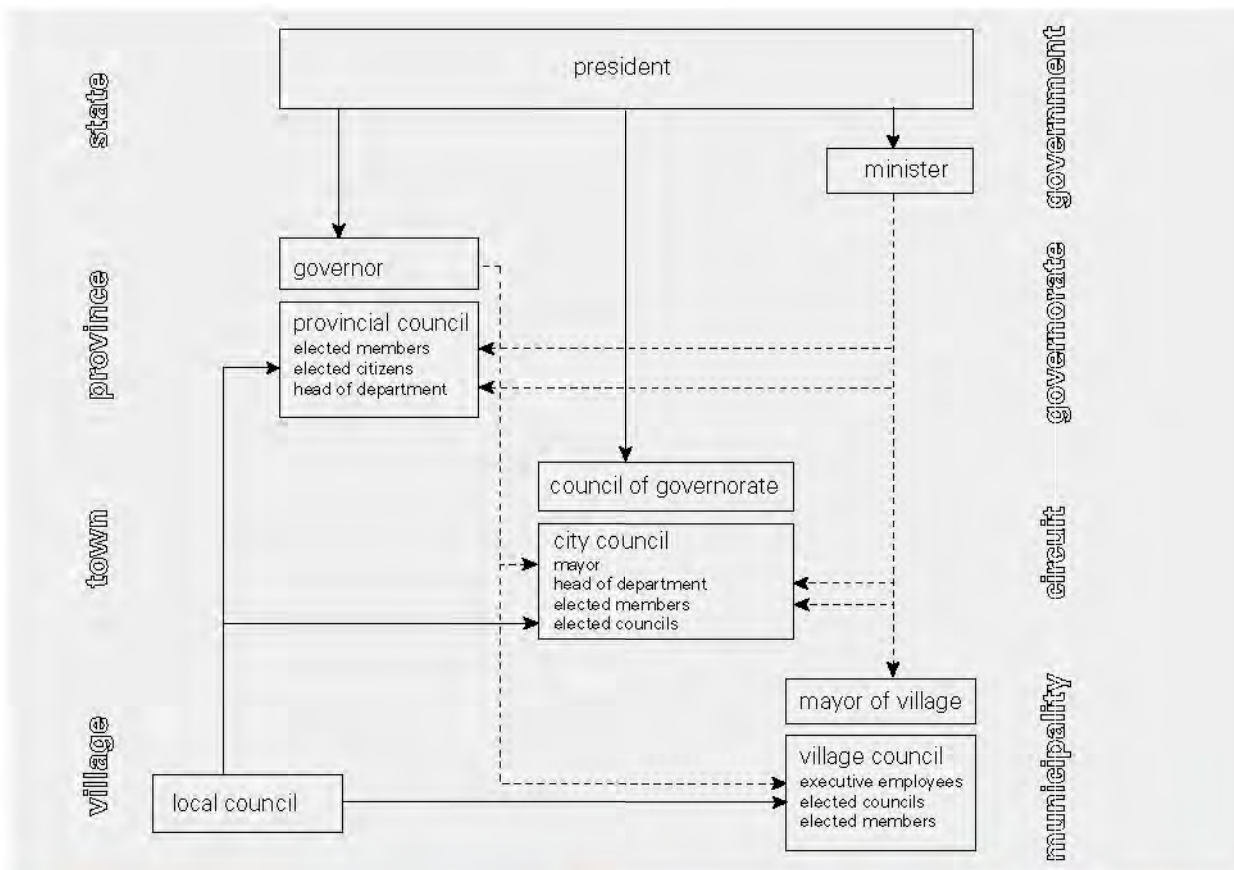 president
state
government
minister
governor
province
governorate
provincial council
elected members
elected citizens
head of department
council of governorate
town
circuit
city council
mayor
head of department
elected members
elected councils
mayor of village
village
municipality
village council
executive employees
elected councils
elected members
local council